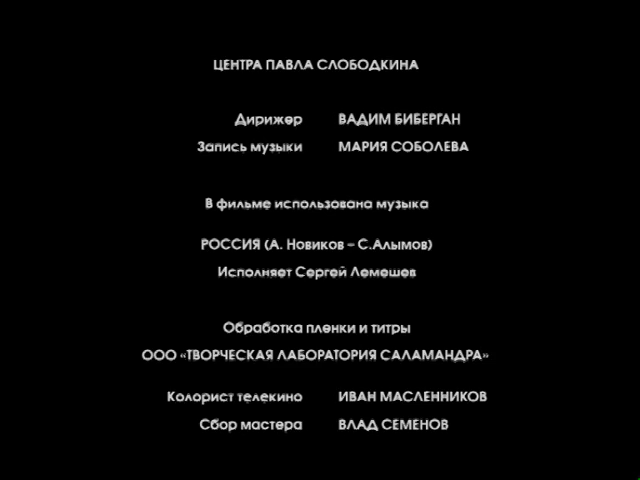 ЦЕНТРА ПАВЛА СЛОБОДКИНА
Дирижер ВАДИМ БИБЕРГАН
Запись музыки МАРИЯ СОБОЛЕВА
В фильме использована музыка
РОССИЯ (А. Новиков – С.Алымов)
Исполняет Сергей Лемешев
Обработка пленки и титры
ООО «ТВОРЧЕСКАЯ ЛАБОРАТОРИЯ САЛАМАНДРА»
Колорист телекино ИВАН МАСЛЕННИКОВ
Сбор мастера ВЛАД СЕМЕНОВ